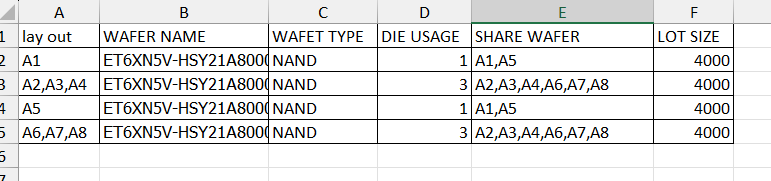 A B C D E F
1 lay out WAFER NAME WAFET TYPE DIE USAGE SHARE WAFER LOT SIZE
2 A1 ET6XN5V-HSY21A8000 NAND 1 A1,A5 4000
3 A2,A3,A4 ET6XN5V-HSY21A8000 NAND 3 A2,A3,A4,A6,A7,A8 4000
4 A5 ET6XN5V-HSY21A8000 NAND 1 A1,A5 4000
5 A6,A7,A8 ET6XN5V-HSY21A8000 NAND 3 A2,A3,A4,A6,A7,A8 4000
6
7